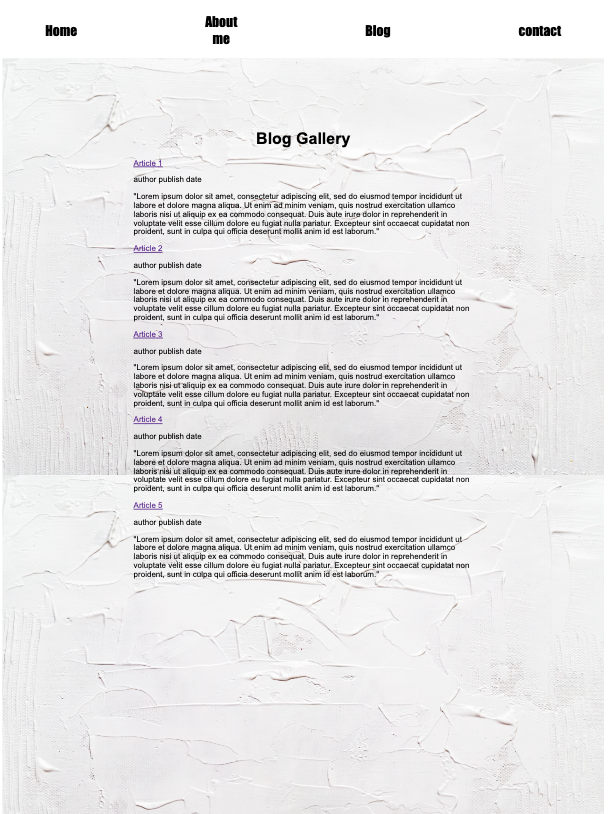 Home
About
me
Blog
contact
Blog Gallery
Article 1
author publish date
"Lorem ipsum dolor sit amet, consectetur adipiscing elit, sed do eiusmod tempor incididunt ut
labore et dolore magna aliqua. Ut enim ad minim veniam, quis nostrud exercitation ullamco
laboris nisi ut aliquip ex ea commodo consequat. Duis aute irure dolor in reprehenderit in
voluptate velit esse cillum dolore eu fugiat nulla pariatur. Excepteur sint occaecat cupidatat non
proident, sunt in culpa qui officia deserunt mollit anim id est laborum."
Article 2
author publish date
"Lorem ipsum dolor sit amet, consectetur adipiscing elit, sed do eiusmod tempor incididunt ut
labore et dolore magna aliqua. Ut enim ad minim veniam, quis nostrud exercitation ullamco
laboris nisi ut aliquip ex ea commodo consequat. Duis aute irure dolor in reprehenderit in
voluptate velit esse cillum dolore eu fugiat nulla pariatur. Excepteur sint occaecat cupidatat non
proident, sunt in culpa qui officia deserunt mollit anim id est laborum."
Article 3
author publish date
"Lorem ipsum dolor sit amet, consectetur adipiscing elit, sed do eiusmod tempor incididunt ut
labore et dolore magna aliqua. Ut enim ad minim veniam, quis nostrud exercitation ullamco
laboris nisi ut aliquip ex ea commodo consequat. Duis aute irure dolor in reprehenderit in
voluptate velit esse cillum dolore eu fugiat nulla pariatur. Excepteur sint occaecat cupidatat non
proident, sunt in culpa qui officia deserunt mollit anim id est laborum."
Article 4
author publish date
"Lorem ipsum dolor sit amet, consectetur adipiscing elit, sed do eiusmod tempor incididunt ut
labore et dolore magna aliqua. Ut enim ad minim veniam, quis nostrud exercitation ullamco
laboris nisi ut aliquip ex ea commodo consequat. Duis aute irure dolor in reprehenderit in
voluptate velit esse cillum dolore eu fugiat nulla pariatur. Excepteur sint occaecat cupidatat non
proident, sunt in culpa qui officia deserunt mollit anim id est laborum."
Article 5
author publish date
"Lorem ipsum dolor sit amet, consectetur adipiscing elit, sed do eiusmod tempor incididunt ut
labore et dolore magna aliqua. Ut enim ad minim veniam, quis nostrud exercitation ullamco
laboris nisi ut aliquip ex ea commodo consequat. Duis aute irure dolor in reprehenderit in
voluptate velit esse cillum dolore eu fugiat nulla pariatur. Excepteur sint occaecat cupidatat non
proident, sunt in culpa qui officia deserunt mollit anim id est laborum."